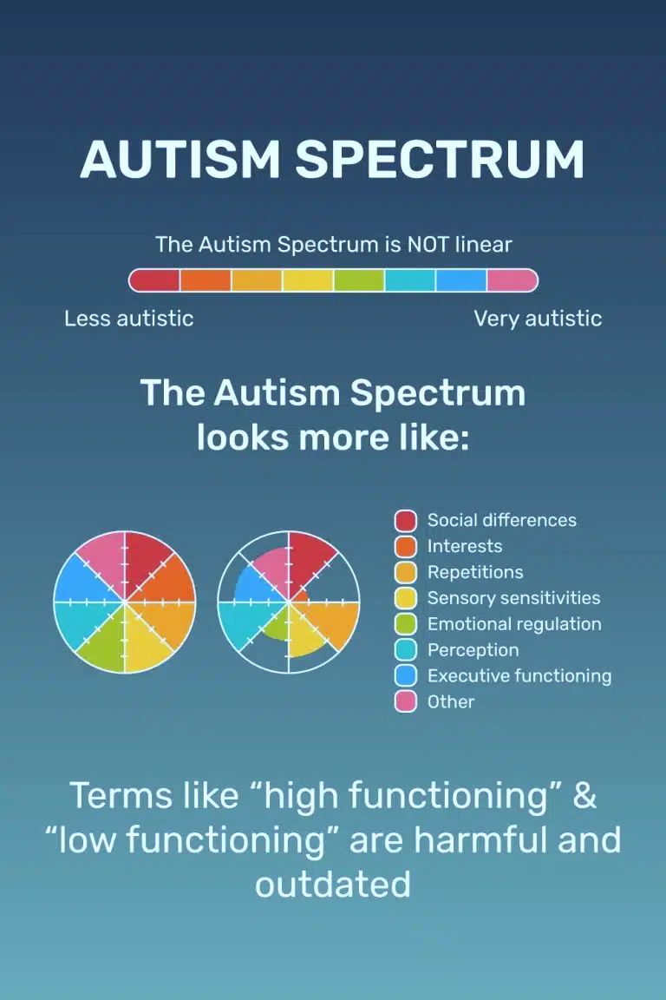 AUTISM SPECTRUM
The Autism Spectrum is NOT linear
Less autistic
Very autistic
The Autism Spectrum
looks more like:
Social differences
Interests
Repetitions
Sensory sensitivities
Emotional regulation
Perception
Executive functioning
Other
Terms like “high functioning” &
“low functioning” are harmful and
outdated